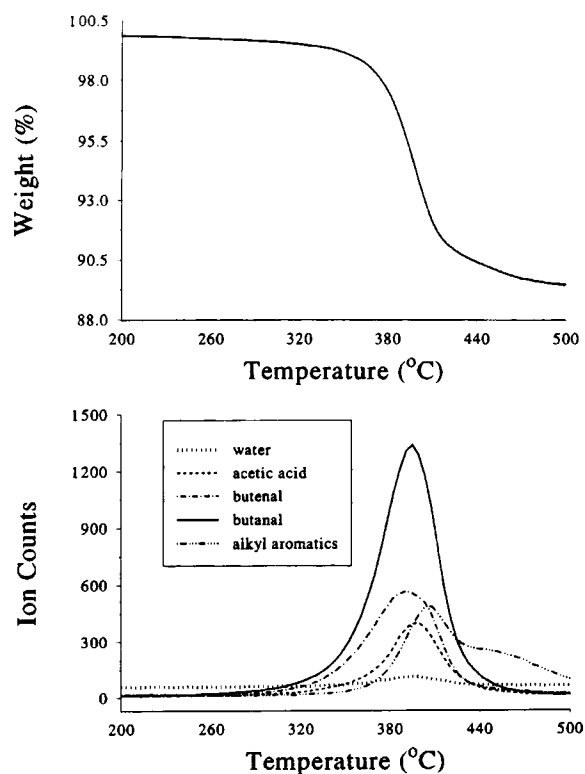 100.5
98.0
95.5
93.0
90.5
88.0
Weight (%)
200 260 320 380 440 500
Temperature (°C)
1500
1200
900
600
300
0
Ion Counts
water
acetic acid
butenal
butanal
alkyl aromatics
200 260 320 380 440 500
Temperature (°C)